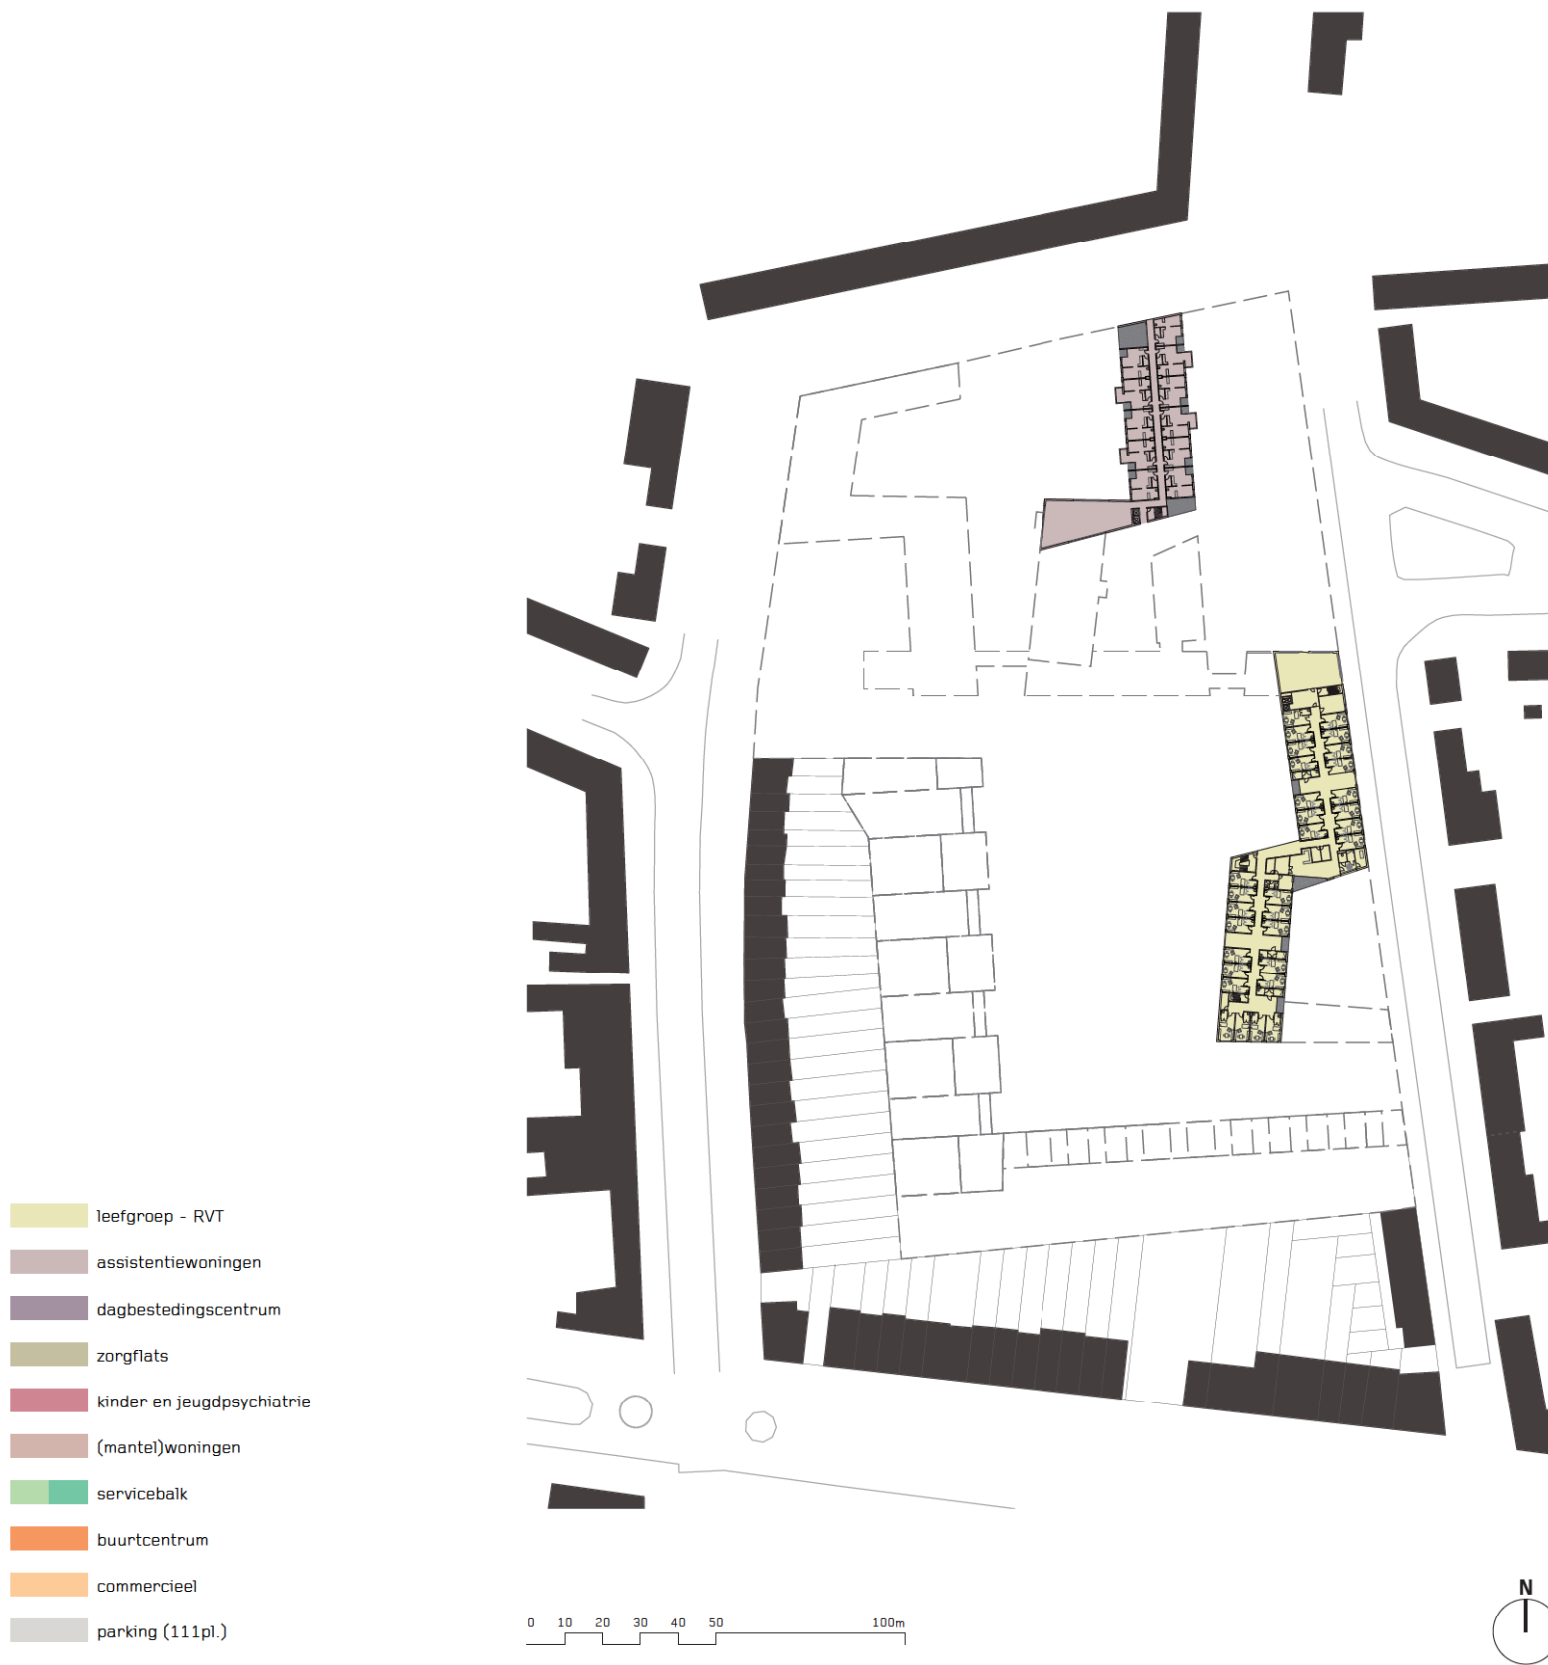 leefgroep - RVT
assistentiewoningen
dagbestedingscentrum
zorgflats
kinder en jeugdpsychiatrie
(mantel)woningen
servicebalk
buurtcentrum
commercieel
parking (111pl.)
0 10 20 30 40 50 100m
N